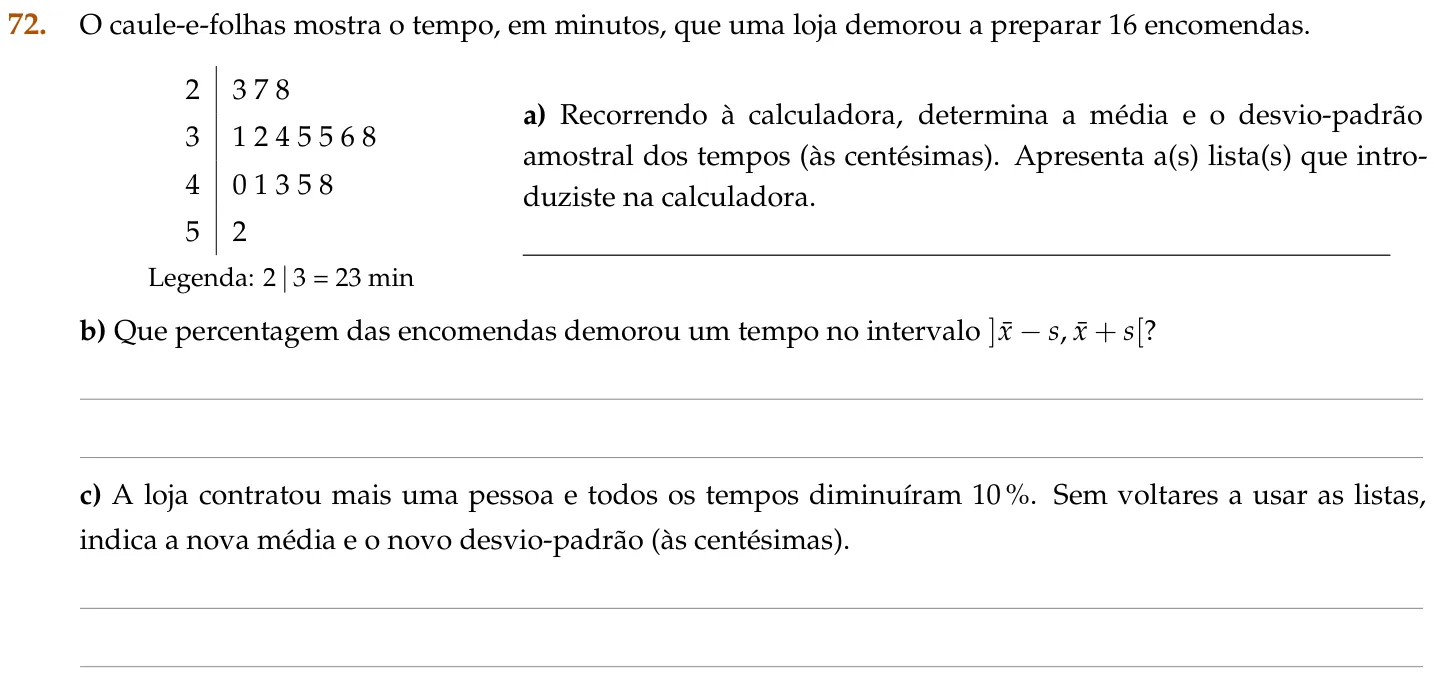 72. O caule-e-folhas mostra o tempo, em minutos, que uma loja demorou a preparar 16 encomendas.
2 | 3 7 8
3 | 1 2 4 5 5 6 8
4 | 0 1 3 5 8
5 | 2
Legenda: 2 | 3 = 23 min
a) Recorrendo à calculadora, determina a média e o desvio-padrão
amostral dos tempos (às centésimas). Apresenta a(s) lista(s) que intro-
duziste na calculadora.
b) Que percentagem das encomendas demorou um tempo no intervalo ]x̄ − s, x̄ + s[?
c) A loja contratou mais uma pessoa e todos os tempos diminuíram 10 %. Sem voltares a usar as listas,
indica a nova média e o novo desvio-padrão (às centésimas).